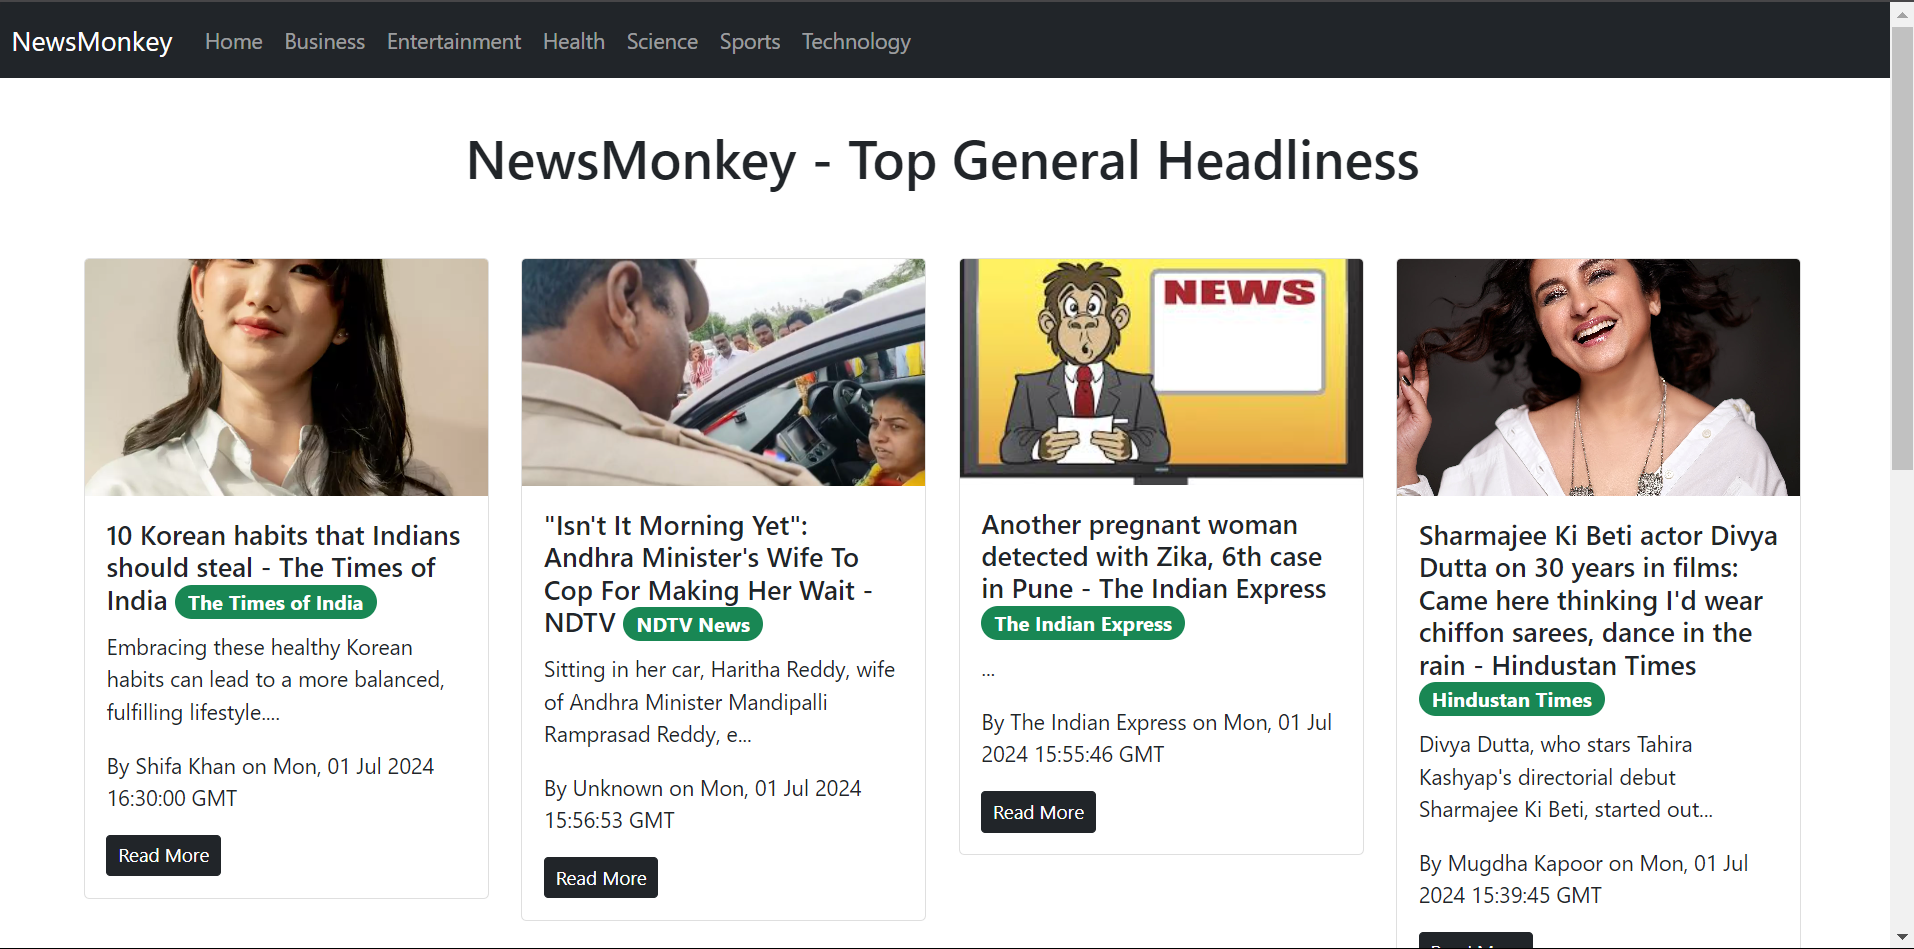 NewsMonkey Home Business Entertainment Health Science Sports Technology
NewsMonkey - Top General Headliness
10 Korean habits that Indians
should steal - The Times of
India The Times of India
Embracing these healthy Korean
habits can lead to a more balanced,
fulfilling lifestyle....
By Shifa Khan on Mon, 01 Jul 2024
16:30:00 GMT
Read More
"Isn't It Morning Yet":
Andhra Minister's Wife To
Cop For Making Her Wait -
NDTV NDTV News
Sitting in her car, Haritha Reddy, wife
of Andhra Minister Mandipalli
Ramprasad Reddy, e...
By Unknown on Mon, 01 Jul 2024
15:56:53 GMT
Read More
NEWS
Another pregnant woman
detected with Zika, 6th case
in Pune - The Indian Express
The Indian Express
...
By The Indian Express on Mon, 01 Jul
2024 15:55:46 GMT
Read More
Sharmajee Ki Beti actor Divya
Dutta on 30 years in films:
Came here thinking I'd wear
chiffon sarees, dance in the
rain - Hindustan Times
Hindustan Times
Divya Dutta, who stars Tahira
Kashyap's directorial debut
Sharmajee Ki Beti, started out...
By Mugdha Kapoor on Mon, 01 Jul
2024 15:39:45 GMT